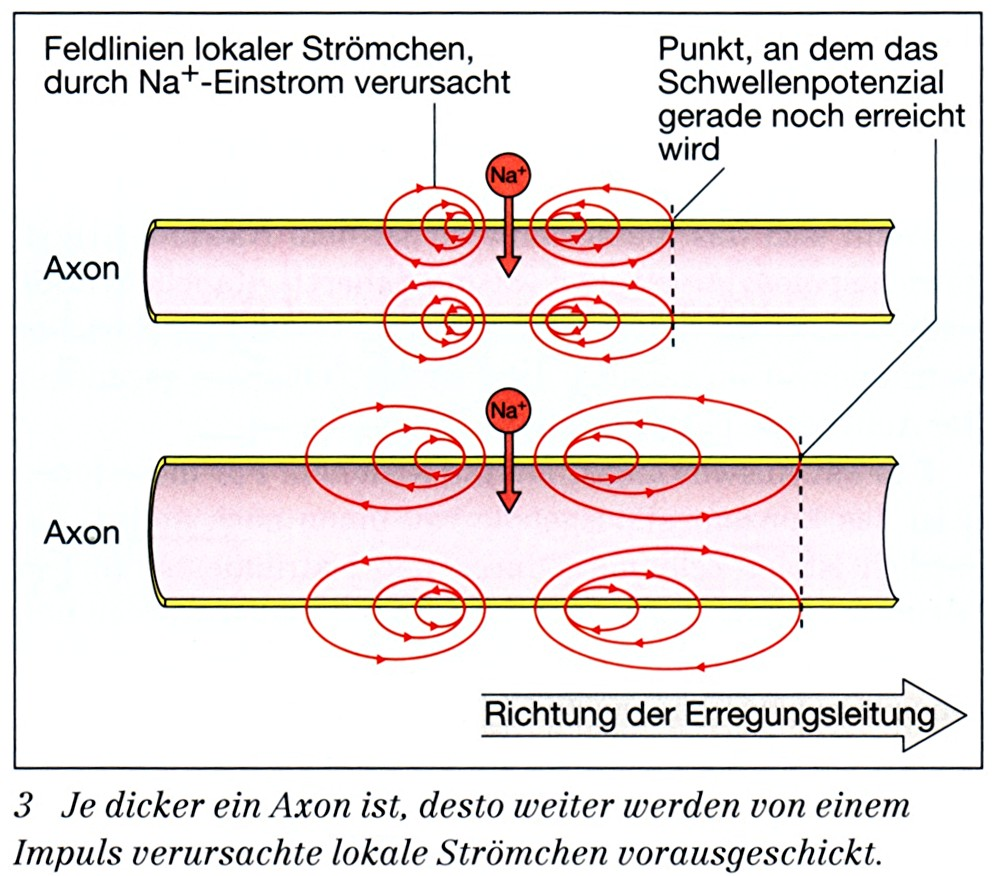 Feldlinien lokaler Strömchen,
durch Na⁺-Einstrom verursacht
Punkt, an dem das
Schwellenpotenzial
gerade noch erreicht
wird
Na⁺
Axon
Na⁺
Axon
Richtung der Erregungsleitung
3 Je dicker ein Axon ist, desto weiter werden von einem
Impuls verursachte lokale Strömchen vorausgeschickt.